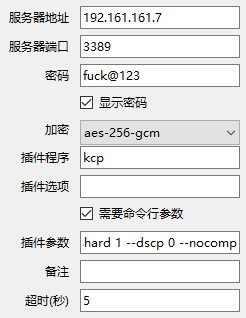 服务器地址 192.161.161.7
服务器端口 3389
密码 fuck@123
显示密码
加密 aes-256-gcm
插件程序 kcp
插件选项
需要命令行参数
插件参数 hard 1 --dscp 0 --nocomp
备注
超时(秒) 5